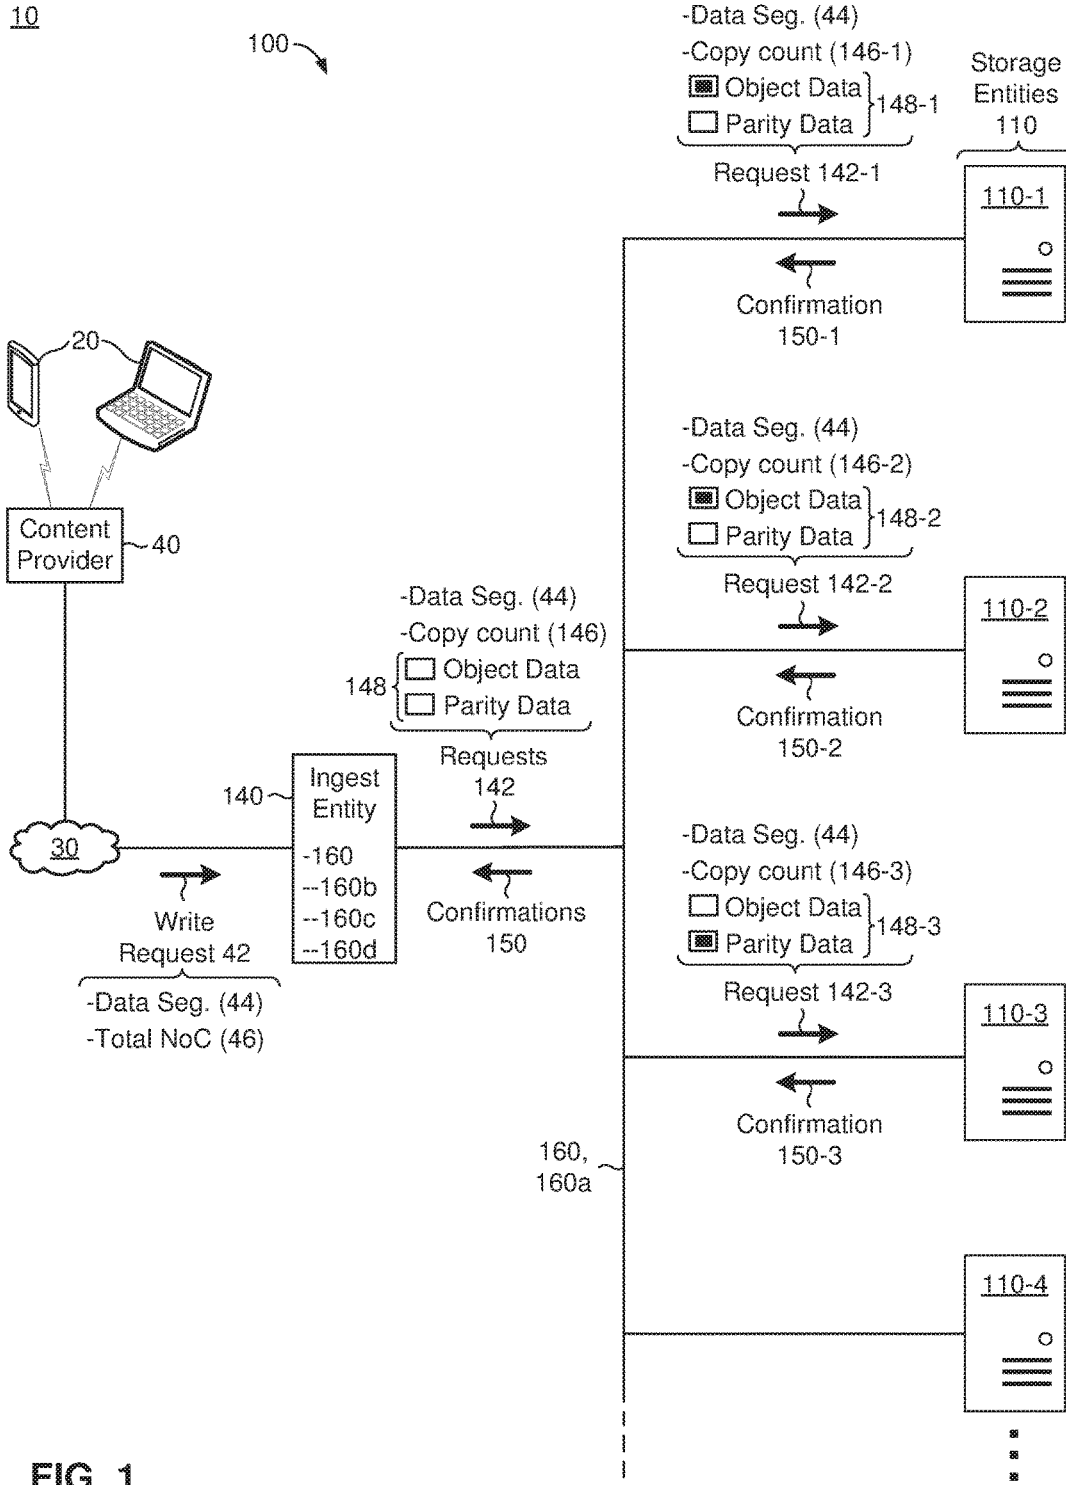 10
100
-Data Seg. (44)
-Copy count (146-1)
Object Data
Parity Data
148-1
Request 142-1
Storage
Entities
110
110-1
Confirmation
150-1
20
Content
Provider
40
-Data Seg. (44)
-Copy count (146-2)
Object Data
Parity Data
148-2
Request 142-2
110-2
Confirmation
150-2
-Data Seg. (44)
-Copy count (146)
148
Object Data
Parity Data
Requests
142
140
Ingest
Entity
-160
--160b
--160c
--160d
30
Write
Request 42
-Data Seg. (44)
-Total NoC (46)
Confirmations
150
-Data Seg. (44)
-Copy count (146-3)
Object Data
Parity Data
148-3
Request 142-3
110-3
Confirmation
150-3
160,
160a
110-4
FIG. 1